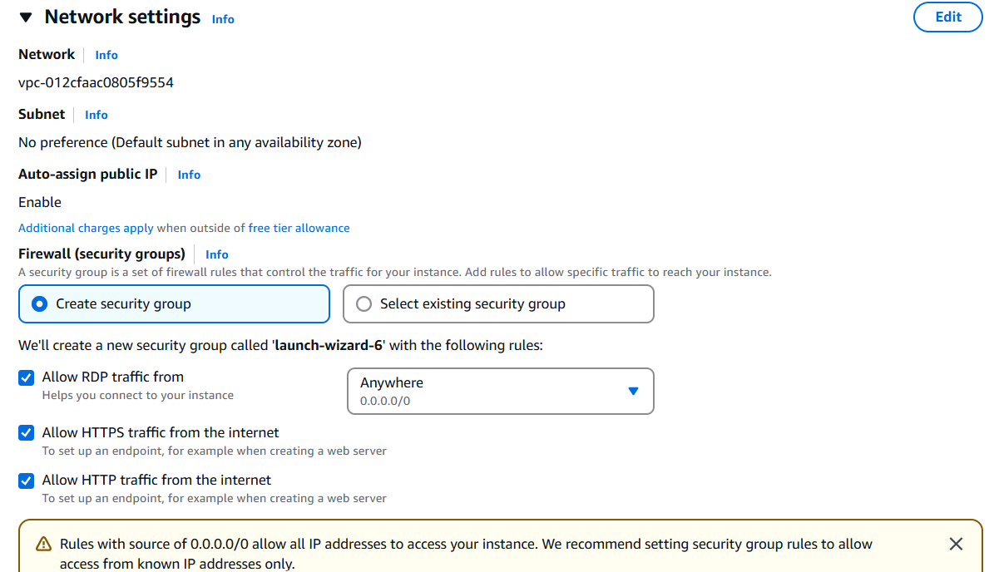 Network settings Info
Edit
Network Info
vpc-012cfaac0805f9554
Subnet Info
No preference (Default subnet in any availability zone)
Auto-assign public IP Info
Enable
Additional charges apply when outside of free tier allowance
Firewall (security groups) Info
A security group is a set of firewall rules that control the traffic for your instance. Add rules to allow specific traffic to reach your instance.
Create security group
Select existing security group
We'll create a new security group called 'launch-wizard-6' with the following rules:
Allow RDP traffic from
Helps you connect to your instance
Anywhere
0.0.0.0/0
Allow HTTPS traffic from the internet
To set up an endpoint, for example when creating a web server
Allow HTTP traffic from the internet
To set up an endpoint, for example when creating a web server
Rules with source of 0.0.0.0/0 allow all IP addresses to access your instance. We recommend setting security group rules to allow
access from known IP addresses only.